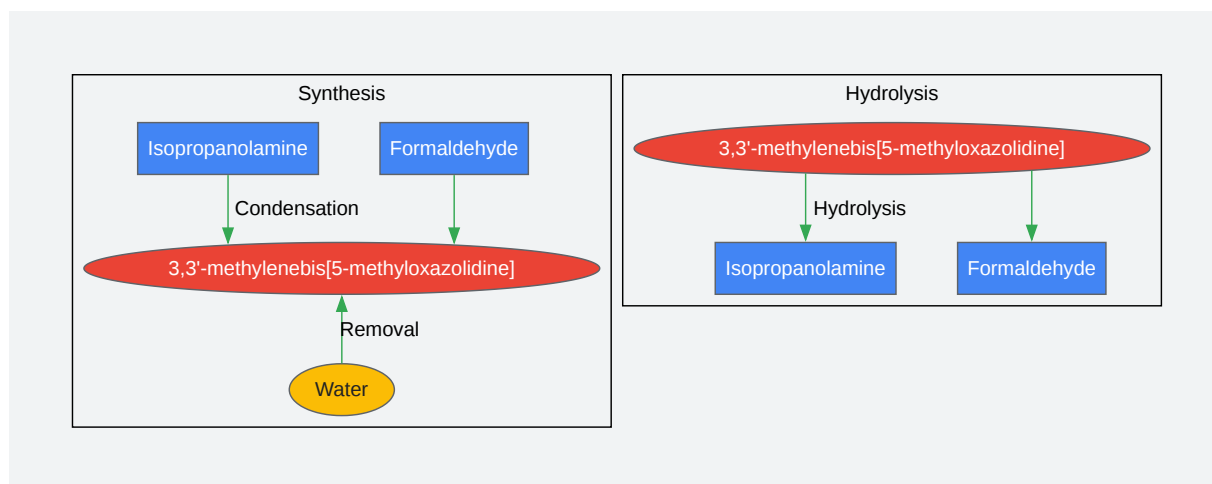 Synthesis
Isopropanolamine
Formaldehyde
Condensation
3,3'-methylenebis[5-methyloxazolidine]
Removal
Water
Hydrolysis
3,3'-methylenebis[5-methyloxazolidine]
Hydrolysis
Isopropanolamine
Formaldehyde